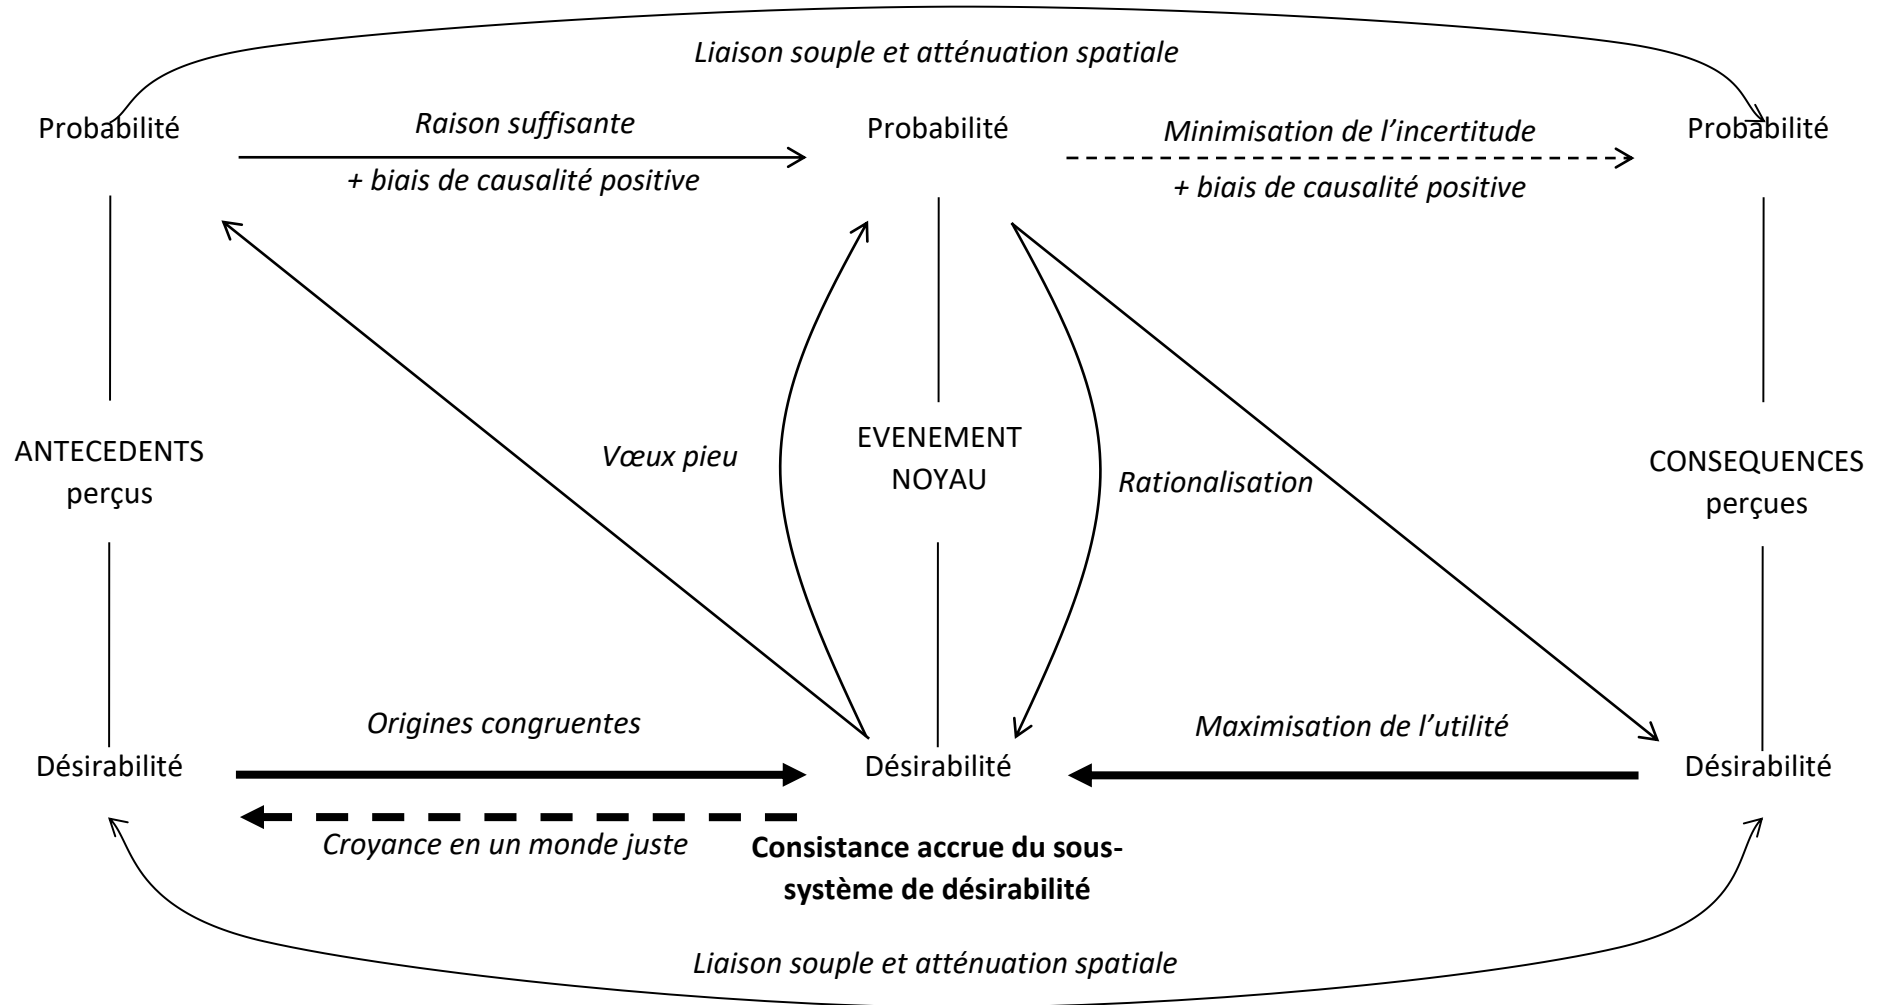 Liaison souple et atténuation spatiale
Probabilité
Raison suffisante
+ biais de causalité positive
Probabilité
Minimisation de l’incertitude
+ biais de causalité positive
Probabilité
ANTECEDENTS
perçus
Vœux pieu
EVENEMENT
NOYAU
Rationalisation
CONSEQUENCES
perçues
Désirabilité
Origines congruentes
Croyance en un monde juste
Désirabilité
Maximisation de l’utilité
Désirabilité
Consistance accrue du sous-
système de désirabilité
Liaison souple et atténuation spatiale